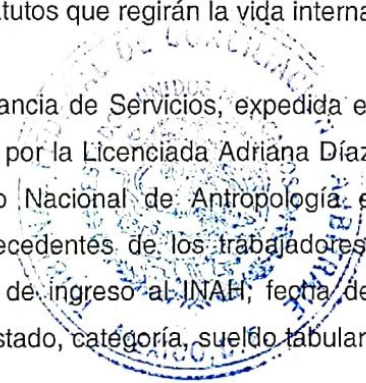 tutos que regirán la vida interna
ancia de Servicios, expedida e
por la Licenciada Adriana Díaz
o Nacional de Antropología e
ecedentes de los trabajadores
de ingreso al INAH, fecha de
stado, categoría, sueldo tabular